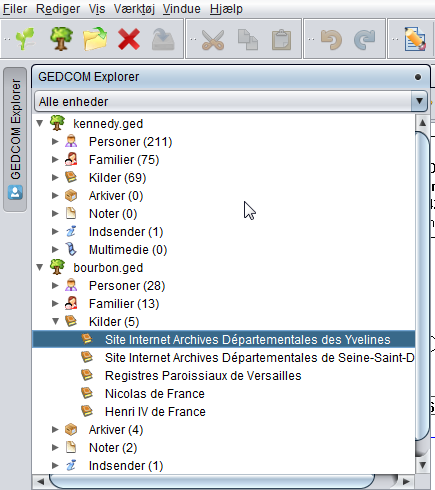 Filer Rediger Vis Værktøj Vindue Hjælp
GEDCOM Explorer
GEDCOM Explorer
Alle enheder
kennedy.ged
Personer (211)
Familier (75)
Kilder (69)
Arkiver (0)
Noter (0)
Indsender (1)
Multimedie (0)
bourbon.ged
Personer (28)
Familier (13)
Kilder (5)
Site Internet Archives Départementales des Yvelines
Site Internet Archives Départementales de Seine-Saint-D
Registres Paroissiaux de Versailles
Nicolas de France
Henri IV de France
Arkiver (4)
Noter (2)
Indsender (1)